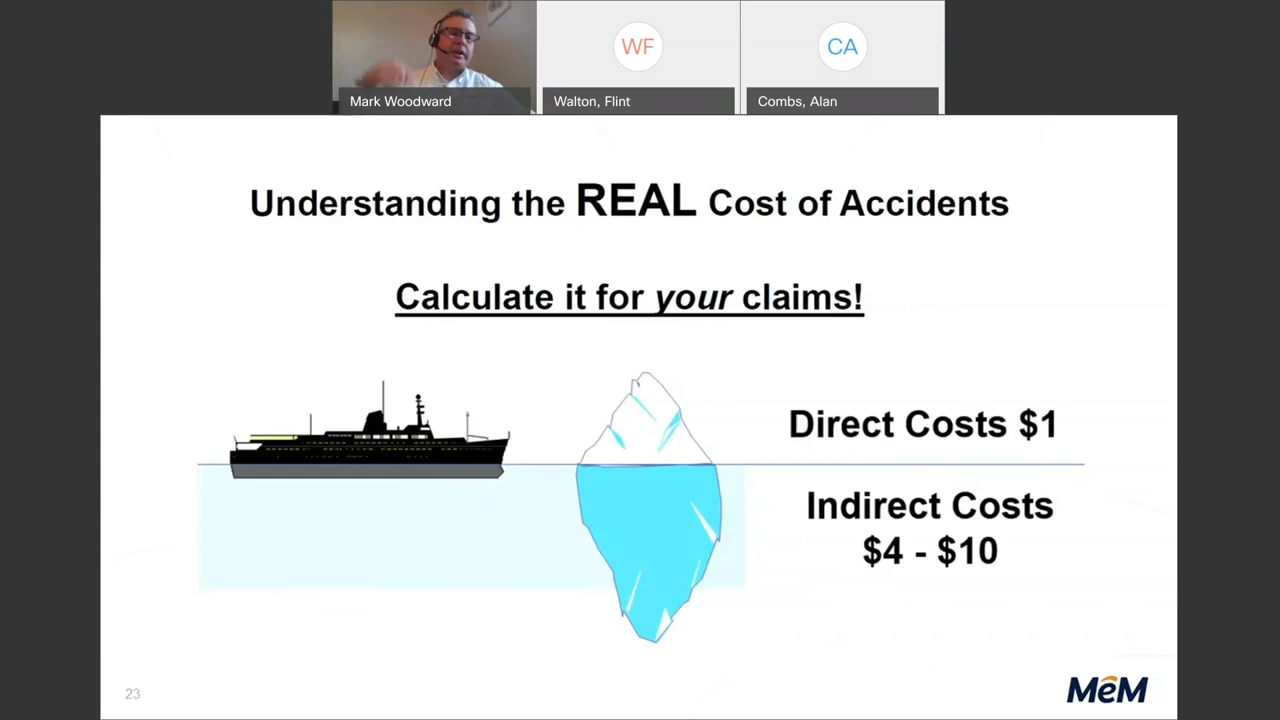 WF
CA
Mark Woodward
Walton, Flint
Combs, Alan
Understanding the REAL Cost of Accidents
Calculate it for your claims!
Direct Costs $1
Indirect Costs
$4 - $10
23
MēM